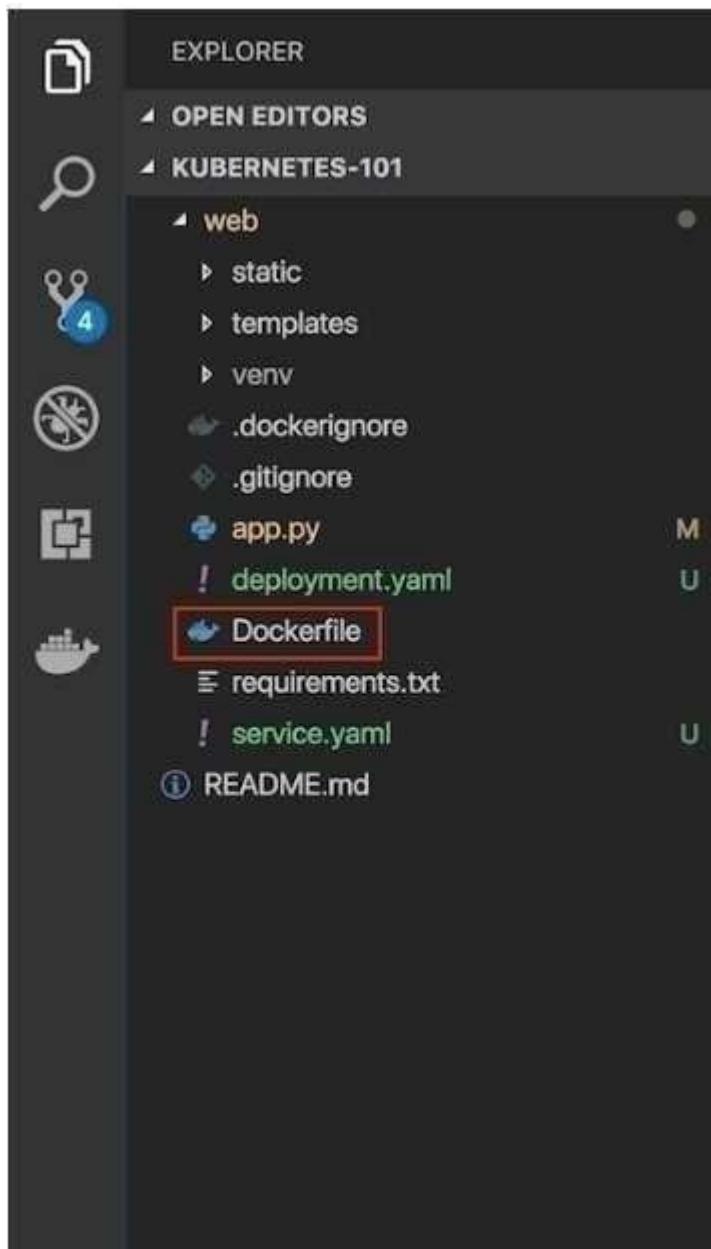 EXPLORER
OPEN EDITORS
KUBERNETES-101
web
static
templates
4
venv
.dockerignore
.gitignore
app.py M
deployment.yaml U
Dockerfile
requirements.txt
service.yaml U
README.md